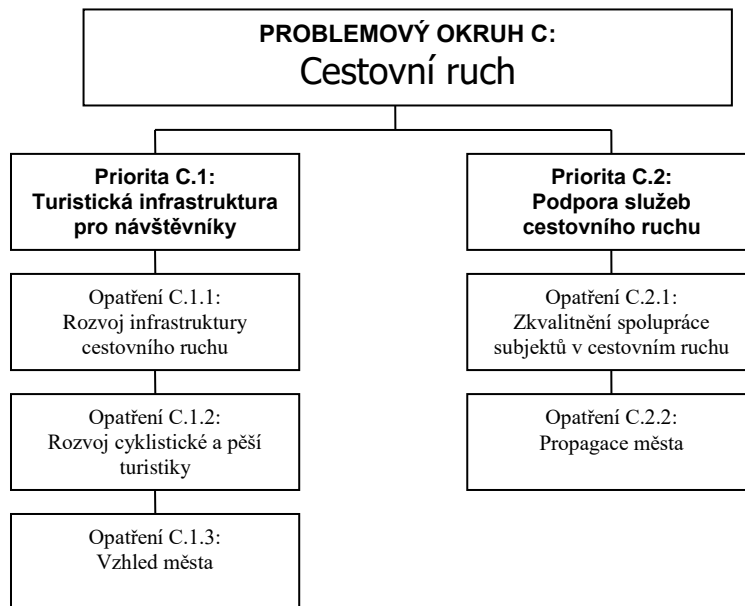 PROBLEMOVÝ OKRUH C:
Cestovní ruch
Priorita C.1:
Turistická infrastruktura
pro návštěvníky
Opatření C.1.1:
Rozvoj infrastruktury
cestovního ruchu
Opatření C.1.2:
Rozvoj cyklistické a pěší
turistiky
Opatření C.1.3:
Vzhled města
Priorita C.2:
Podpora služeb
cestovního ruchu
Opatření C.2.1:
Zkvalitnění spolupráce
subjektů v cestovním ruchu
Opatření C.2.2:
Propagace města